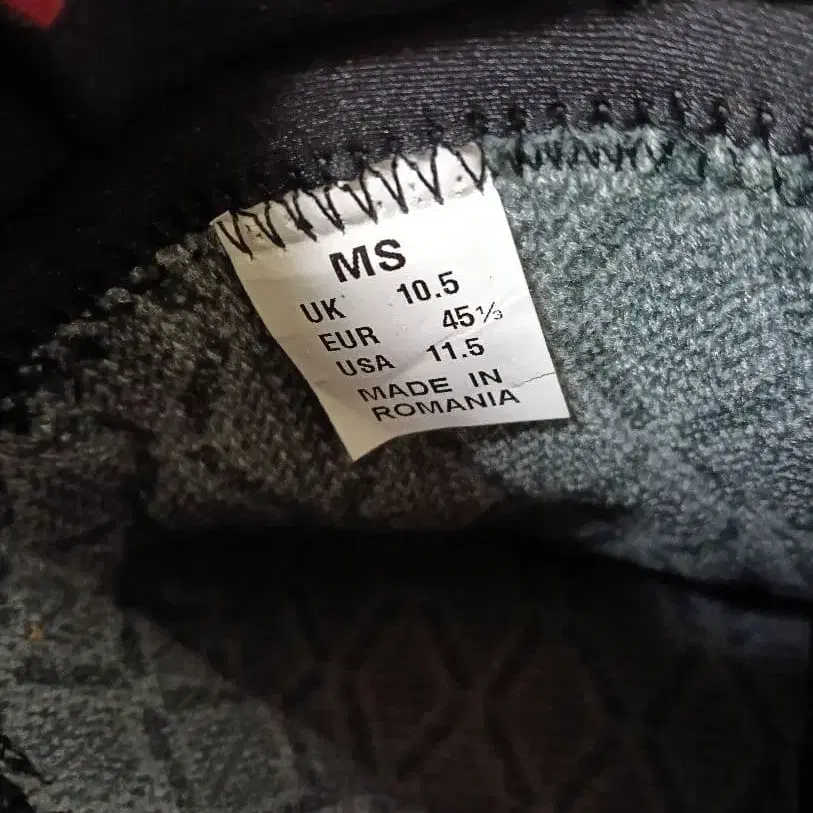 MS
UK 10.5
EUR 45⅓
USA 11.5
MADE IN
ROMANIA